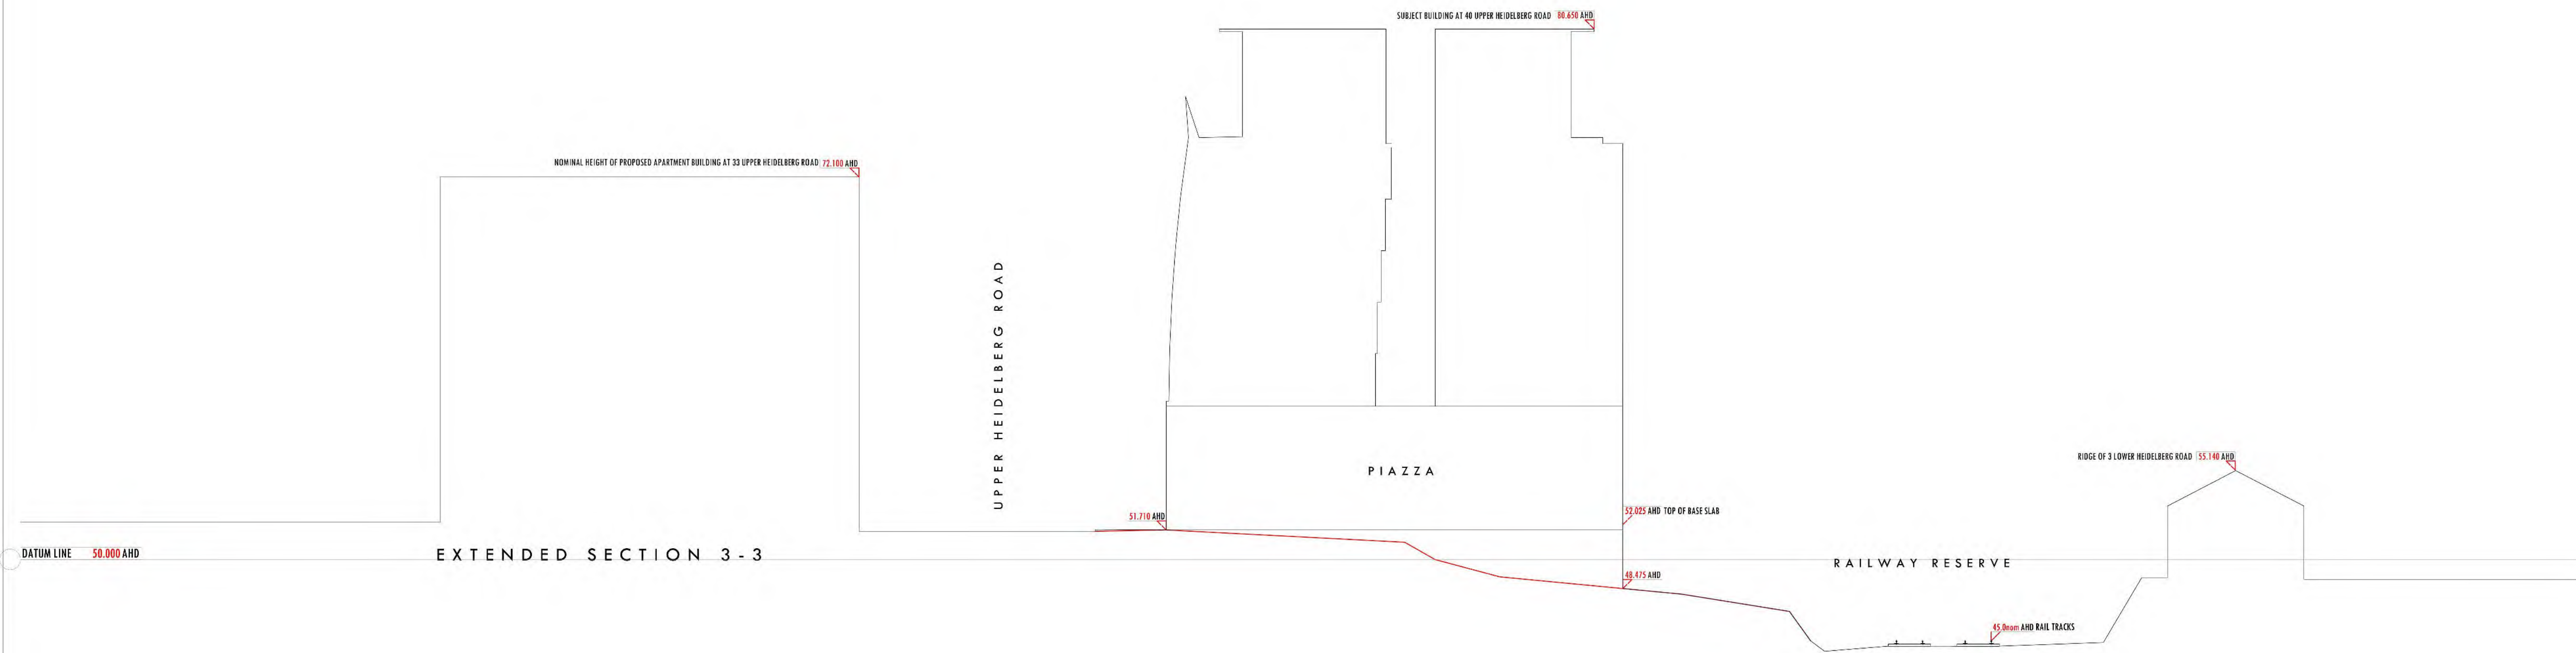 SUBJECT BUILDING AT 40 UPPER HEIDELBERG ROAD 80.650 AHD
NOMINAL HEIGHT OF PROPOSED APARTMENT BUILDING AT 33 UPPER HEIDELBERG ROAD 72.100 AHD
UPPER HEIDELBERG ROAD
PIAZZA
RIDGE OF 3 LOWER HEIDELBERG ROAD 55.140 AHD
51.710 AHD
52.025 AHD TOP OF BASE SLAB
DATUM LINE 50.000 AHD
EXTENDED SECTION 3-3
RAILWAY RESERVE
48.475 AHD
45.0nom AHD RAIL TRACKS